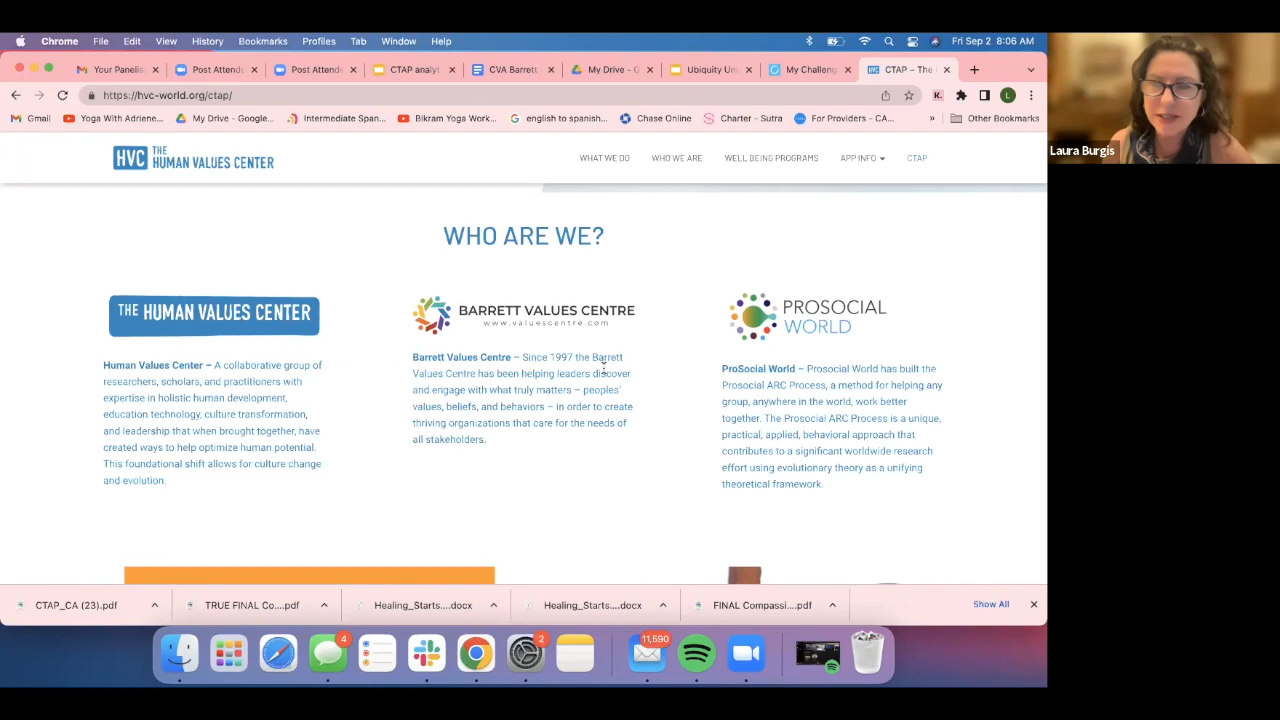 Chrome File Edit View History Bookmarks Profiles Tab Window Help Fri Sep 2 8:06 AM
Your Panelis Post Attende Post Attende CTAP analyt CVA Barrett My Drive - G Ubiquity Uni My Challeng CTAP – The
https://hvc-world.org/ctap/ K. L
Gmail Yoga With Adriene... My Drive - Google... Intermediate Span... Bikram Yoga Work... english to spanish... Chase Online Charter - Sutra For Providers - CA... » Other Bookmarks
Laura Burgis
HVC THE HUMAN VALUES CENTER
WHAT WE DO WHO WE ARE WELL BEING PROGRAMS APP INFO CTAP
WHO ARE WE?
THE HUMAN VALUES CENTER
Human Values Center – A collaborative group of
researchers, scholars, and practitioners with
expertise in holistic human development,
education technology, culture transformation,
and leadership that when brought together, have
created ways to help optimize human potential.
This foundational shift allows for culture change
and evolution.
BARRETT VALUES CENTRE
www.valuescentre.com
Barrett Values Centre – Since 1997 the Barrett
Values Centre has been helping leaders discover
and engage with what truly matters – peoples'
values, beliefs, and behaviors – in order to create
thriving organizations that care for the needs of
all stakeholders.
PROSOCIAL
WORLD
ProSocial World – Prosocial World has built the
Prosocial ARC Process, a method for helping any
group, anywhere in the world, work better
together. The Prosocial ARC Process is a unique,
practical, applied, behavioral approach that
contributes to a significant worldwide research
effort using evolutionary theory as a unifying
theoretical framework.
CTAP_CA (23).pdf TRUE FINAL Co....pdf Healing_Starts....docx Healing_Starts....docx FINAL Compassi....pdf Show All
4 2 11,590